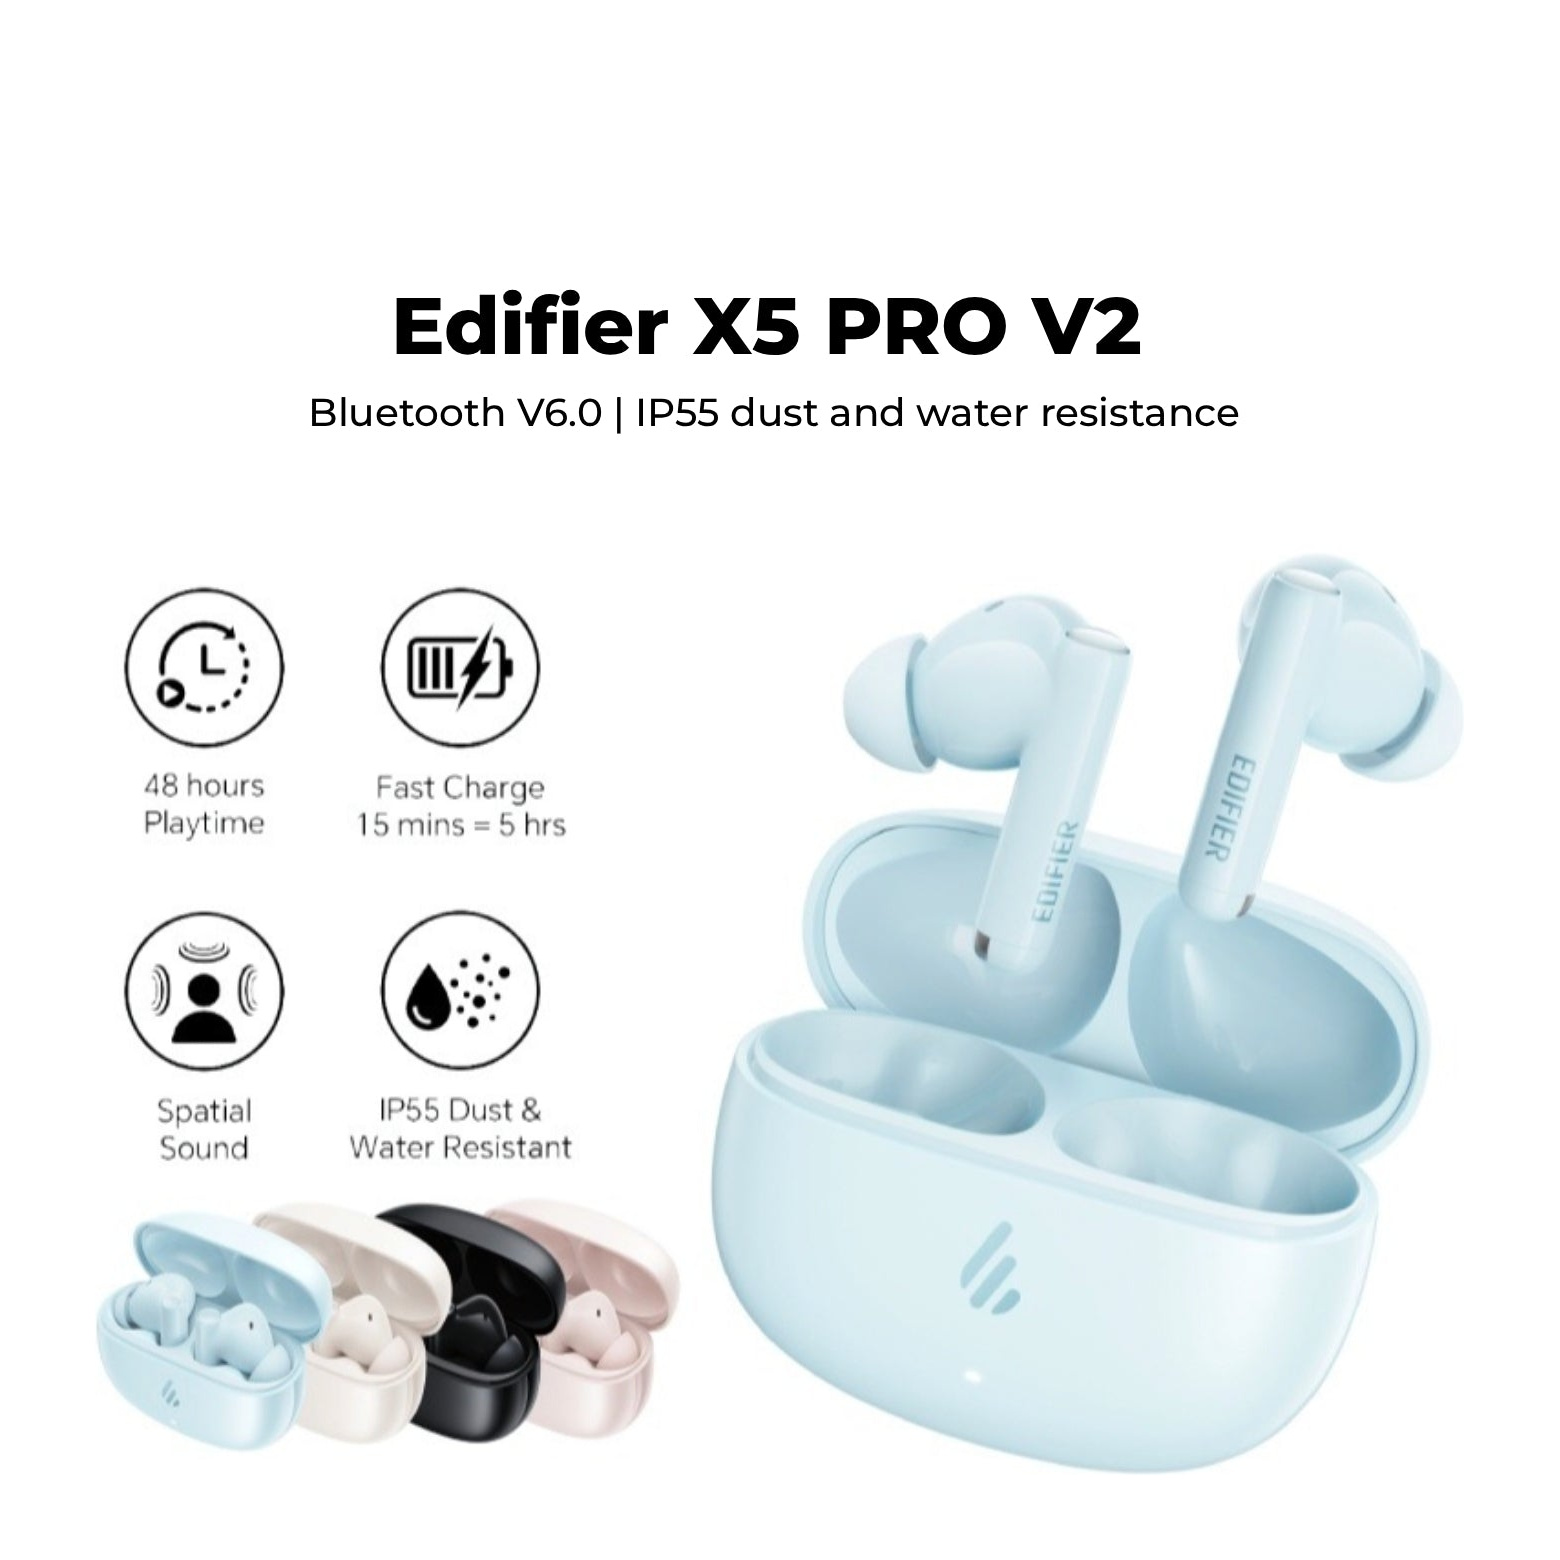 Edifier X5 PRO V2
Bluetooth V6.0 | IP55 dust and water resistance
48 hours
Playtime
Fast Charge
15 mins = 5 hrs
Spatial
Sound
IP55 Dust &
Water Resistant
EDIFIER
EDIFIER